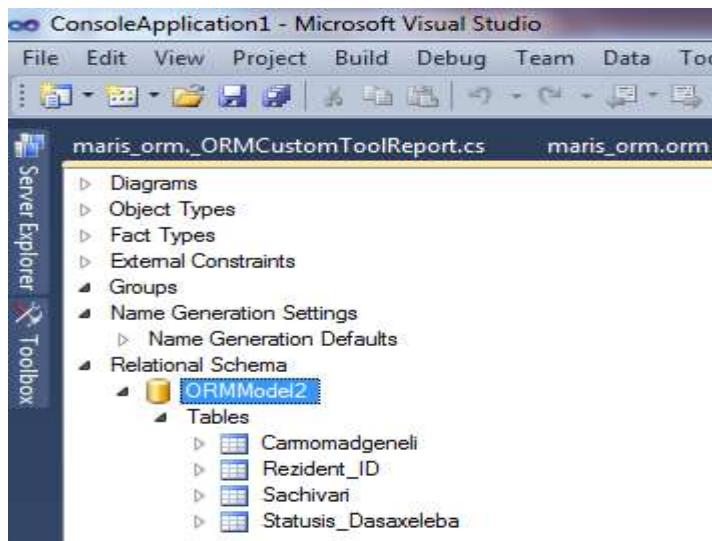 ConsoleApplication1 - Microsoft Visual Studio
File Edit View Project Build Debug Team Data
maris_orm._ORMCustomToolReport.cs maris_orm.orm
Server Explorer
Toolbox
Diagrams
Object Types
Fact Types
External Constraints
Groups
Name Generation Settings
Name Generation Defaults
Relational Schema
ORMModel2
Tables
Carmomadgeneli
Rezident_ID
Sachivari
Statusis_Dasaxeleba